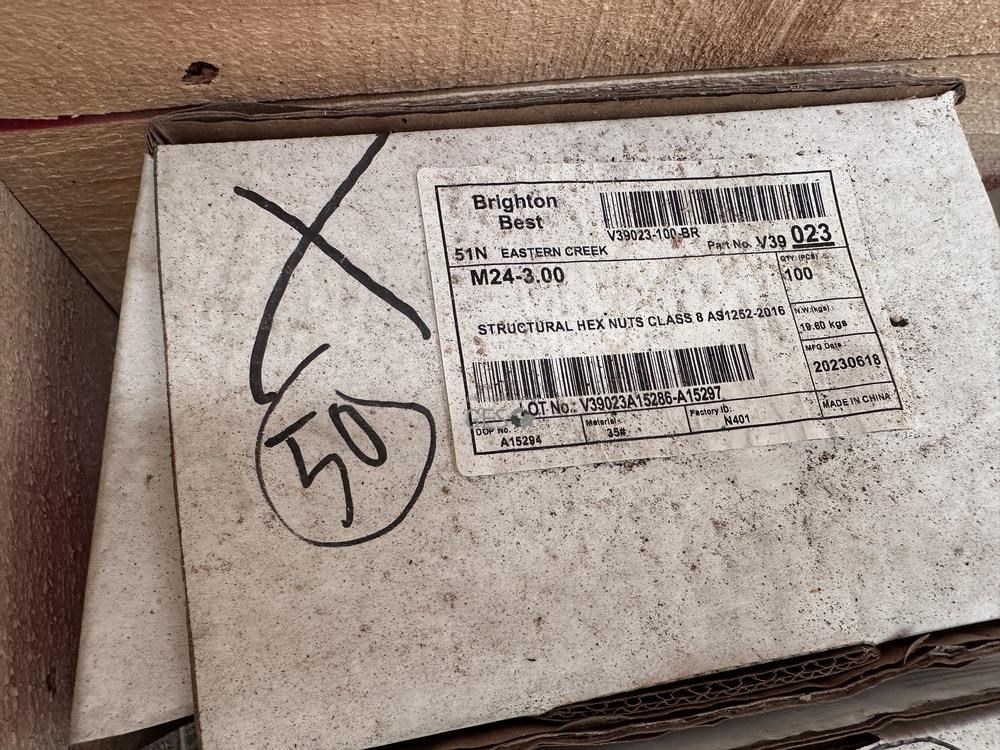 X
50
Brighton
Best
V39023-100-BR
51N EASTERN CREEK
Part No. V39 023
M24-3.00
QTY: (PCS)
100
STRUCTURAL HEX NUTS CLASS 8 AS1252-2016
N.W.(kgs)
19.60 kgs
MFG.Date:
20230618
LOT No.: V39023A15286-A15297
DOP No.:
A15294
Material:
35#
Factory ID:
N401
MADE IN CHINA